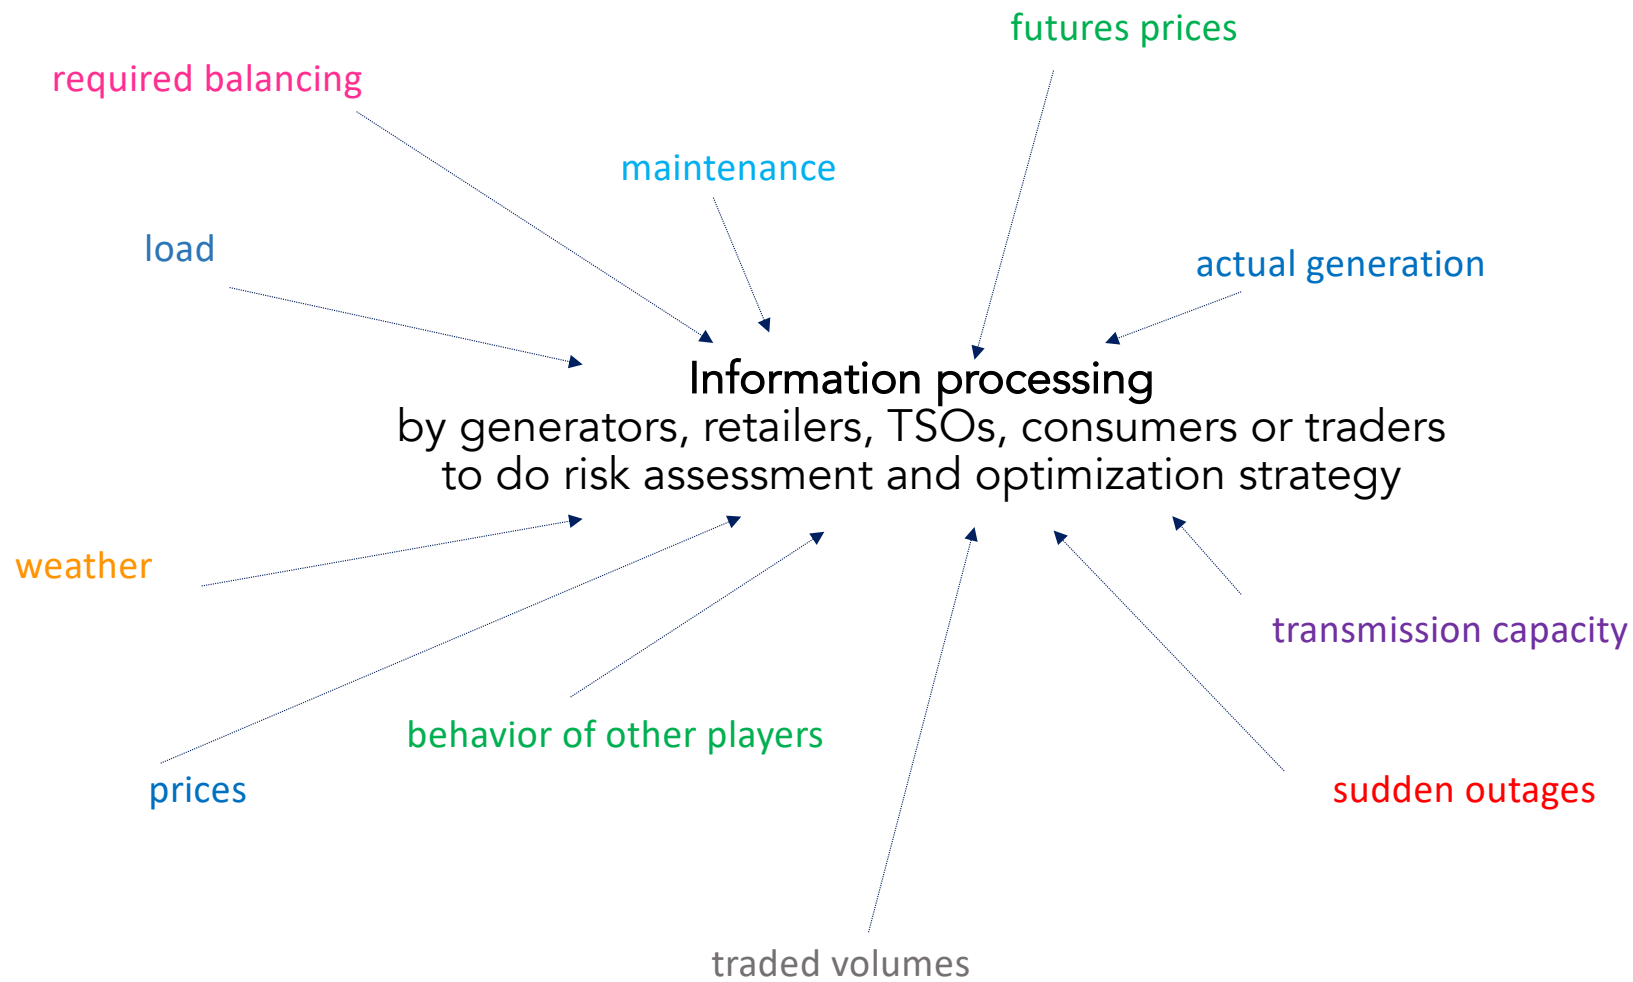 futures prices
required balancing
maintenance
load
actual generation
Information processing
by generators, retailers, TSOs, consumers or traders
to do risk assessment and optimization strategy
weather
transmission capacity
behavior of other players
prices
sudden outages
traded volumes